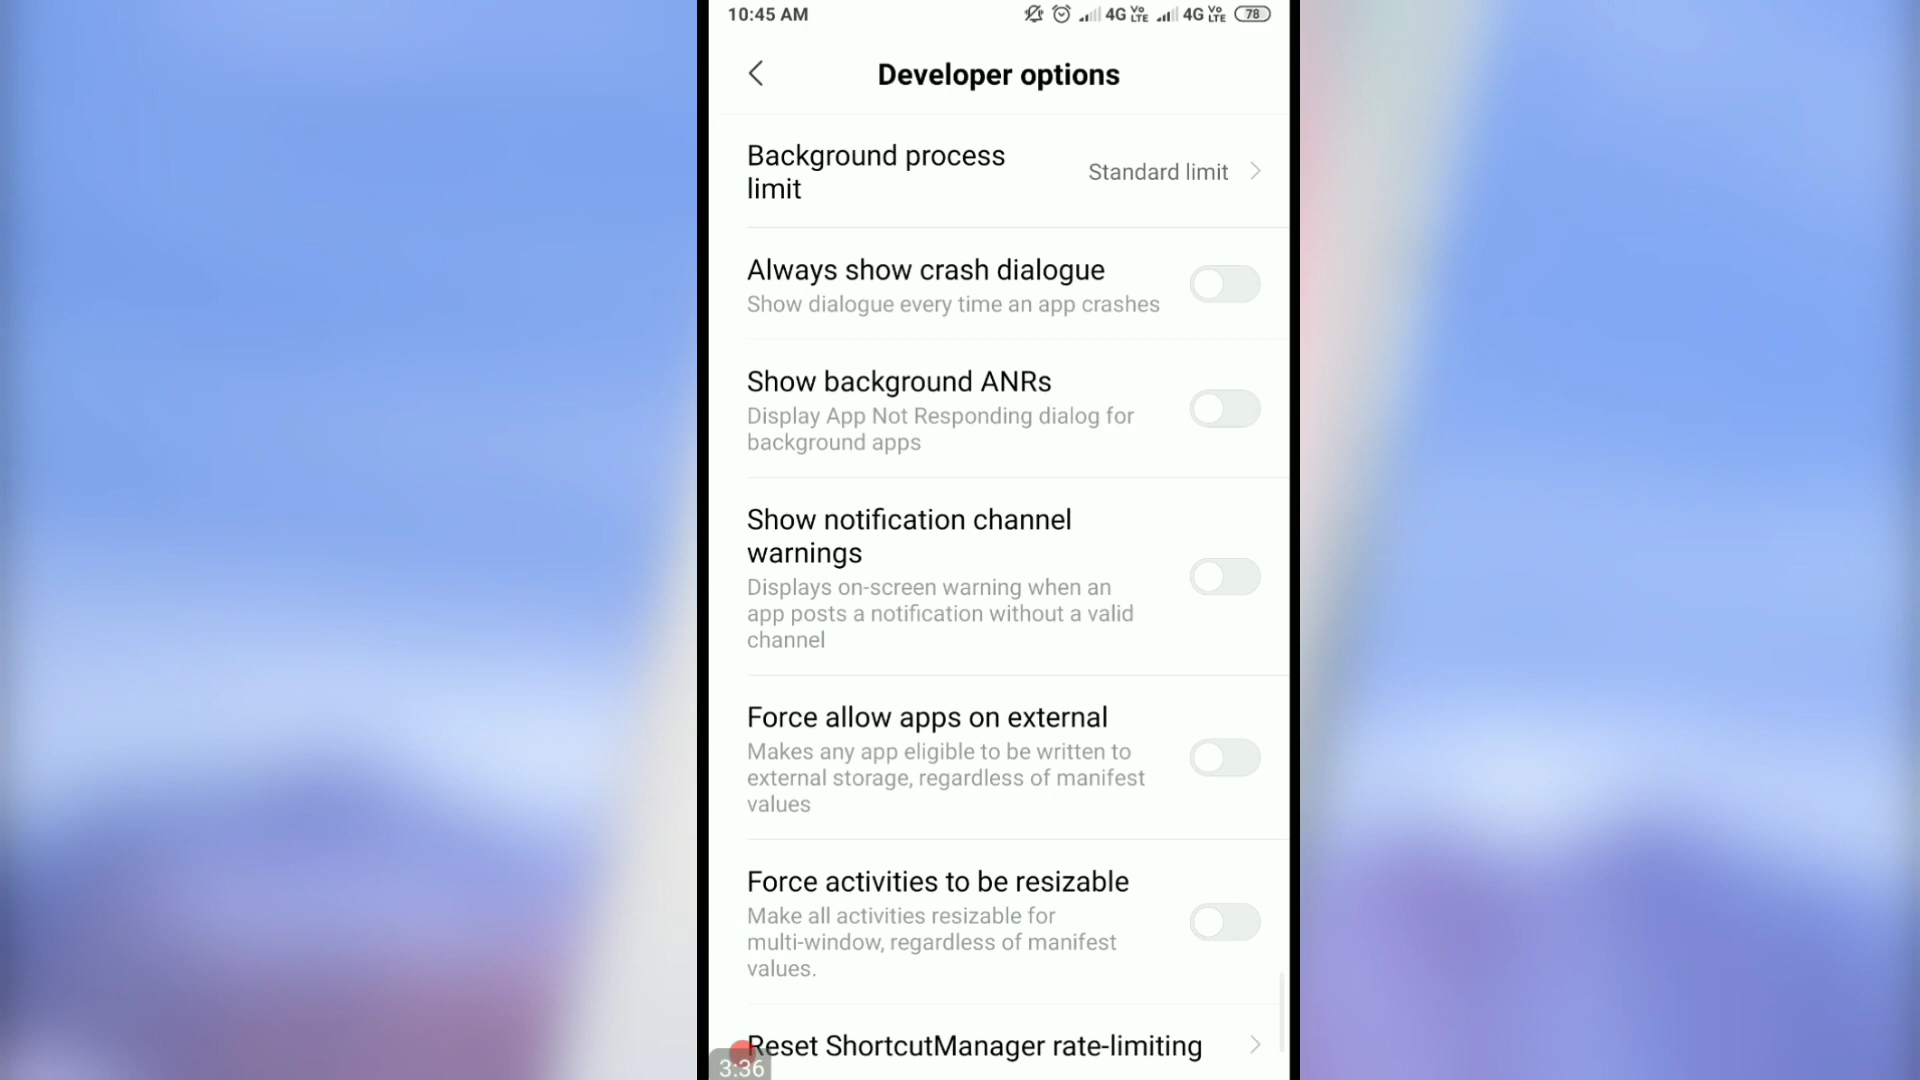 10:45 AM
4G Vo LTE 4G Vo LTE 78
Developer options
Background process
limit
Standard limit
Always show crash dialogue
Show dialogue every time an app crashes
Show background ANRs
Display App Not Responding dialog for
background apps
Show notification channel
warnings
Displays on-screen warning when an
app posts a notification without a valid
channel
Force allow apps on external
Makes any app eligible to be written to
external storage, regardless of manifest
values
Force activities to be resizable
Make all activities resizable for
multi-window, regardless of manifest
values.
Reset ShortcutManager rate-limiting
3:36